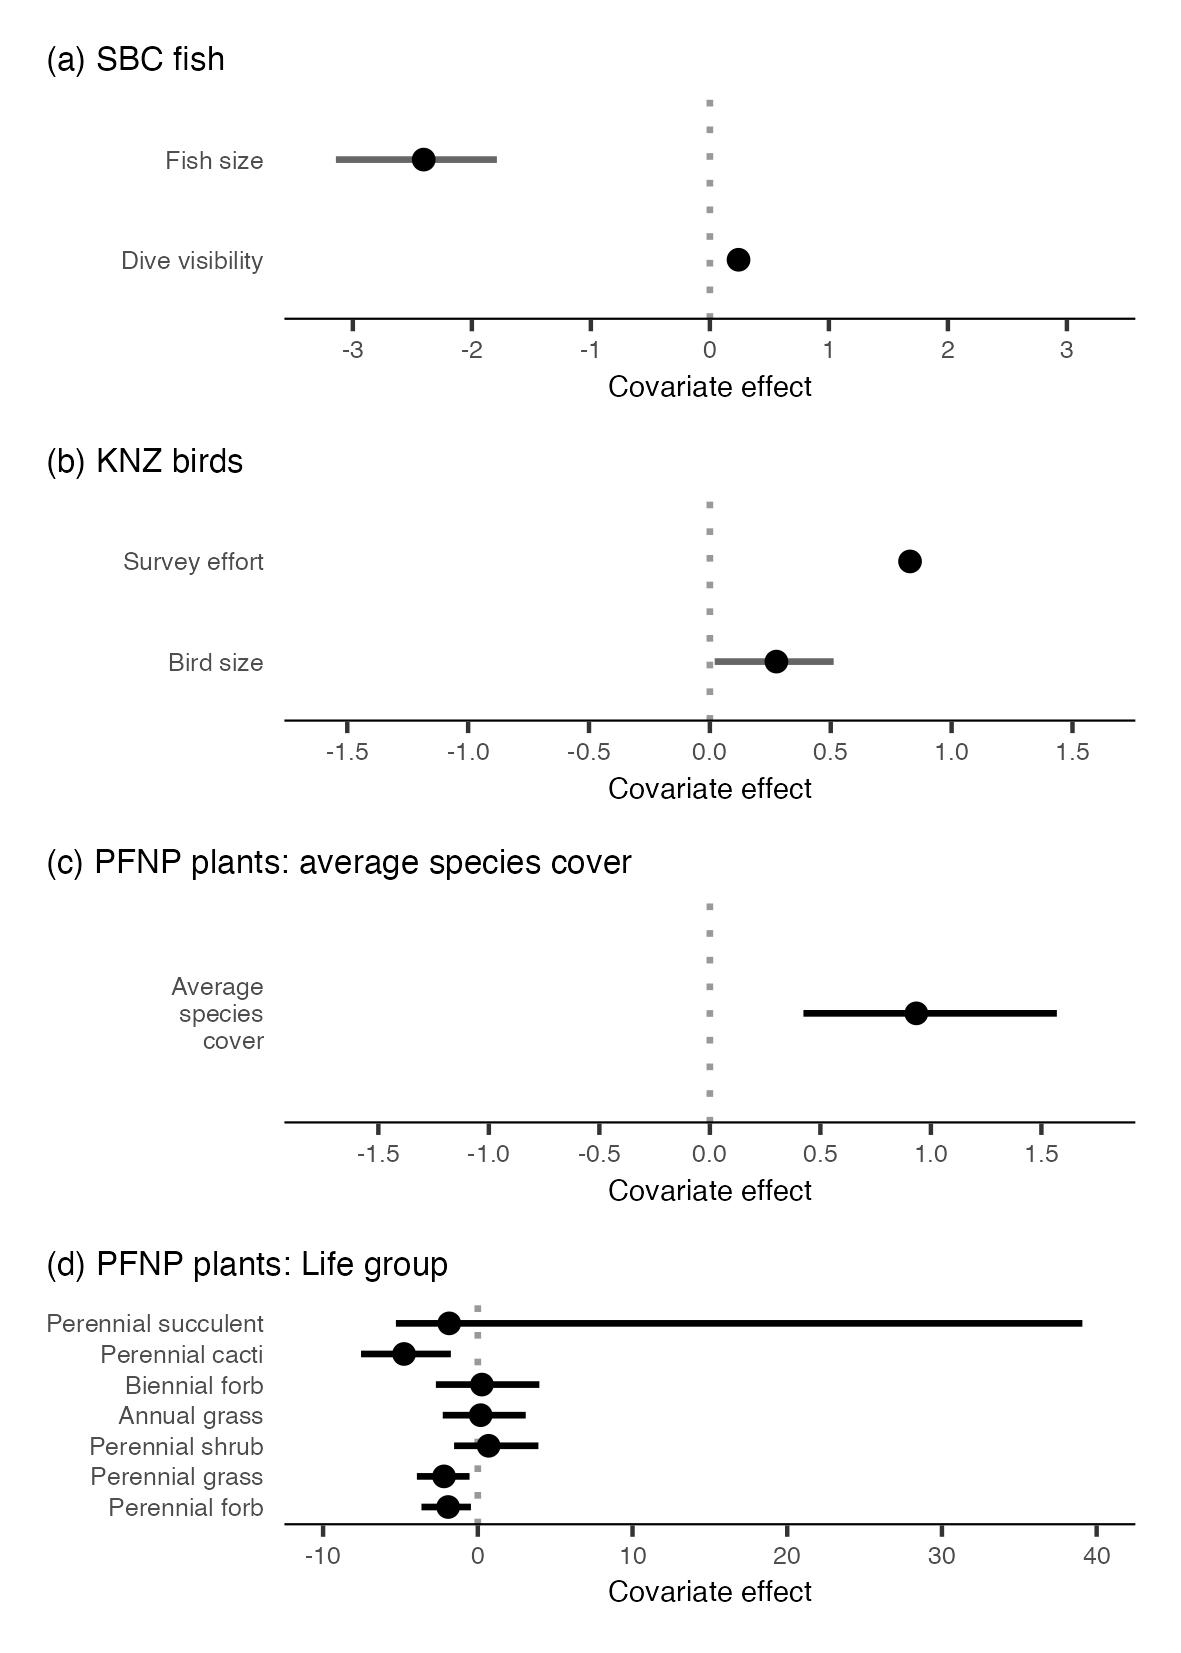 (a) SBC fish
Fish size
Dive visibility
-3 -2 -1 0 1 2 3
Covariate effect
(b) KNZ birds
Survey effort
Bird size
-1.5 -1.0 -0.5 0.0 0.5 1.0 1.5
Covariate effect
(c) PFNP plants: average species cover
Average
species
cover
-1.5 -1.0 -0.5 0.0 0.5 1.0 1.5
Covariate effect
(d) PFNP plants: Life group
Perennial succulent
Perennial cacti
Biennial forb
Annual grass
Perennial shrub
Perennial grass
Perennial forb
-10 0 10 20 30 40
Covariate effect